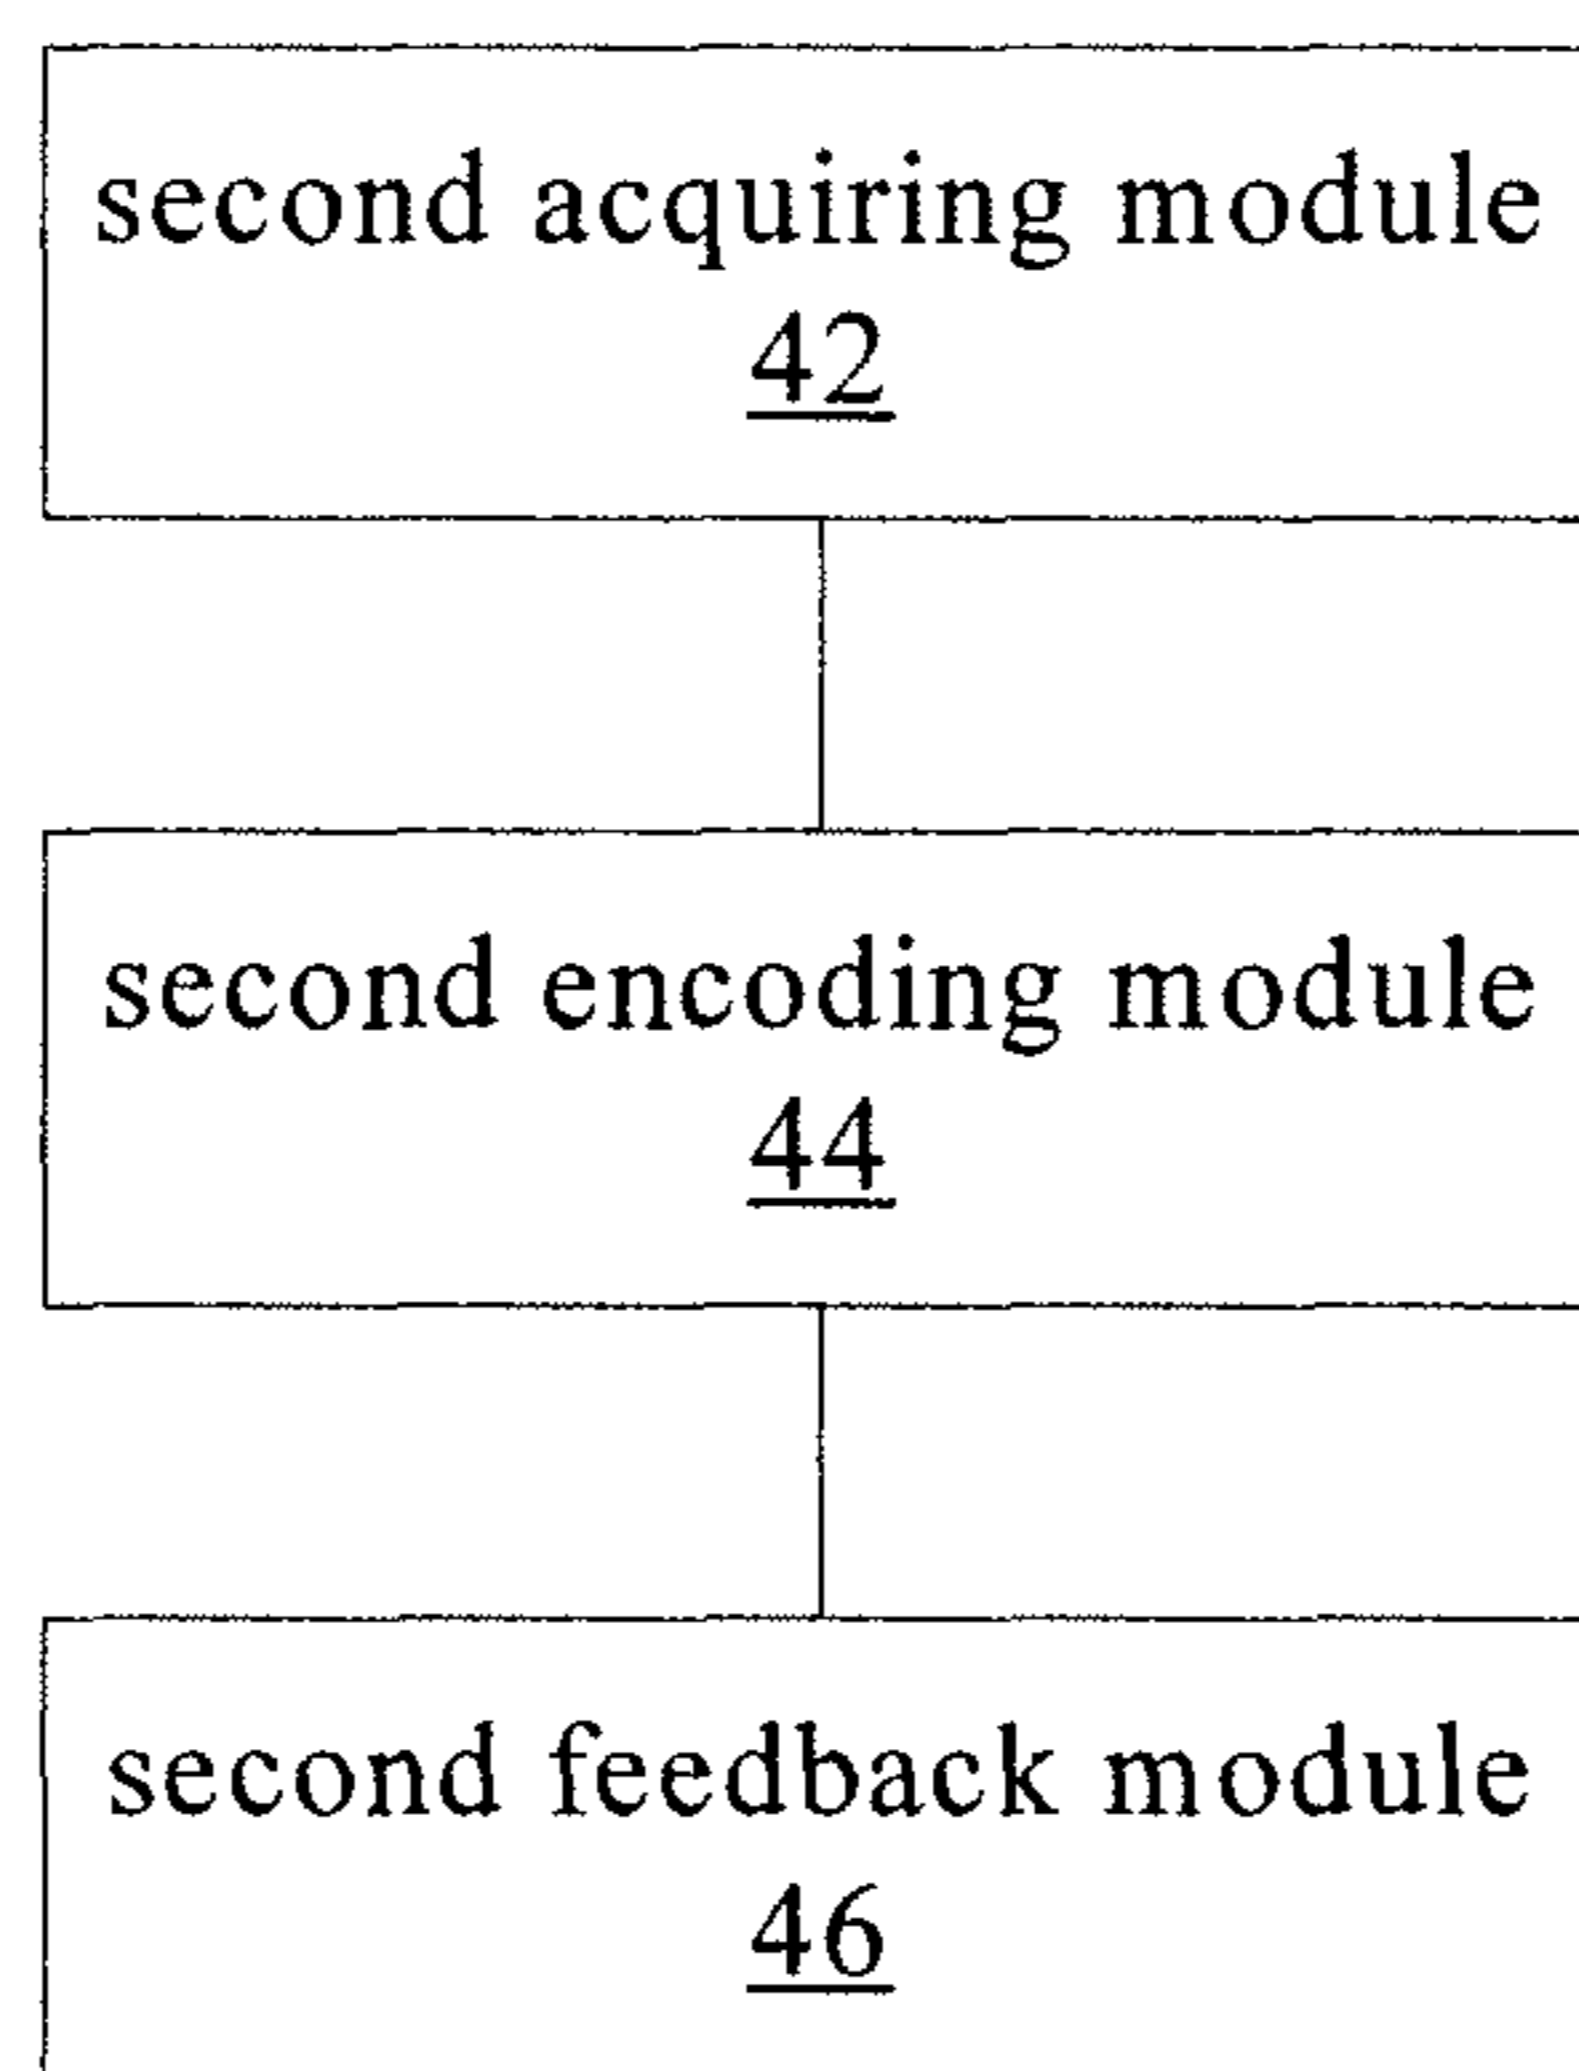 second acquiring module
42
second encoding module
44
second feedback module
46